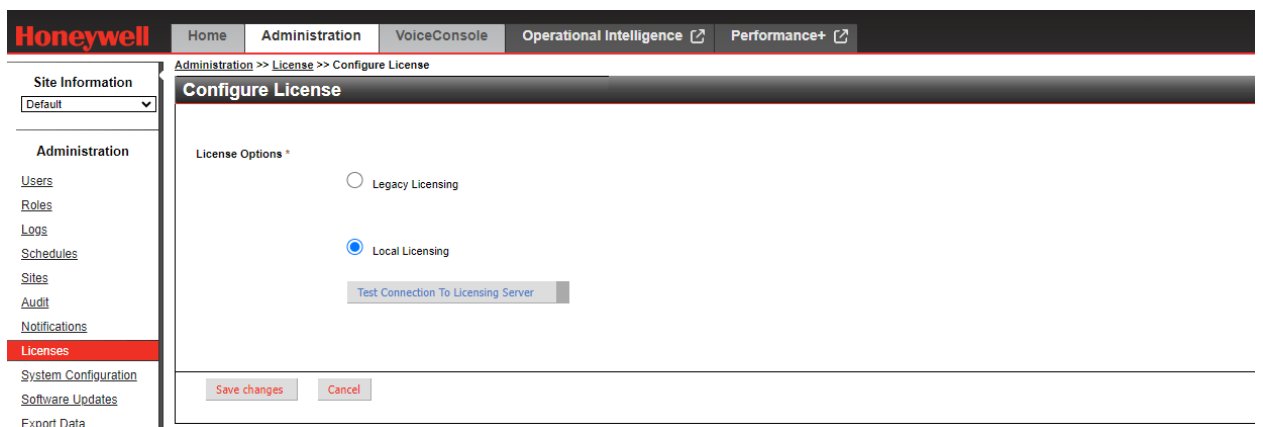 Honeywell
Home Administration VoiceConsole Operational Intelligence Performance+
Administration >> License >> Configure License
Site Information
Default
Configure License
Administration
Users
Roles
Logs
Schedules
Sites
Audit
Notifications
Licenses
System Configuration
Software Updates
Export Data
License Options *
Legacy Licensing
Local Licensing
Test Connection To Licensing Server
Save changes Cancel